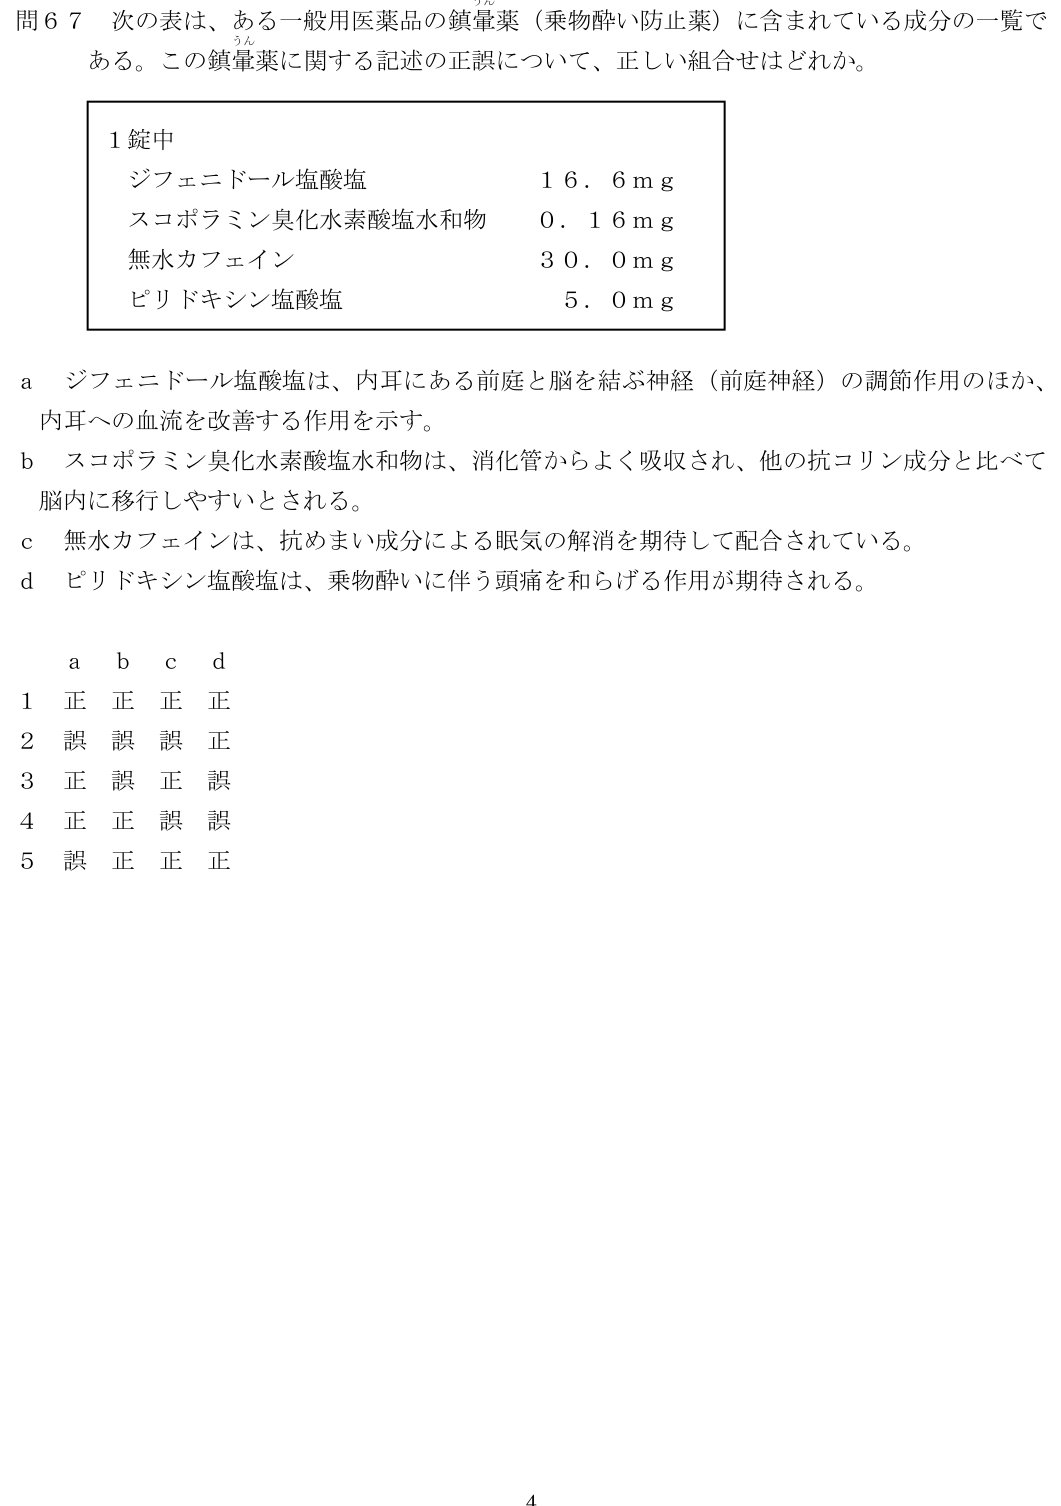 うん
問６７　次の表は、ある一般用医薬品の鎮暈薬（乗物酔い防止薬）に含まれている成分の一覧で
うん
ある。この鎮暈薬に関する記述の正誤について、正しい組合せはどれか。
１錠中
ジフェニドール塩酸塩　１６．６ｍｇ
スコポラミン臭化水素酸塩水和物　０．１６ｍｇ
無水カフェイン　３０．０ｍｇ
ピリドキシン塩酸塩　５．０ｍｇ
ａ　ジフェニドール塩酸塩は、内耳にある前庭と脳を結ぶ神経（前庭神経）の調節作用のほか、
内耳への血流を改善する作用を示す。
ｂ　スコポラミン臭化水素酸塩水和物は、消化管からよく吸収され、他の抗コリン成分と比べて
脳内に移行しやすいとされる。
ｃ　無水カフェインは、抗めまい成分による眠気の解消を期待して配合されている。
ｄ　ピリドキシン塩酸塩は、乗物酔いに伴う頭痛を和らげる作用が期待される。
ａ　ｂ　ｃ　ｄ
１　正　正　正　正
２　誤　誤　誤　正
３　正　誤　正　誤
４　正　正　誤　誤
５　誤　正　正　正
4